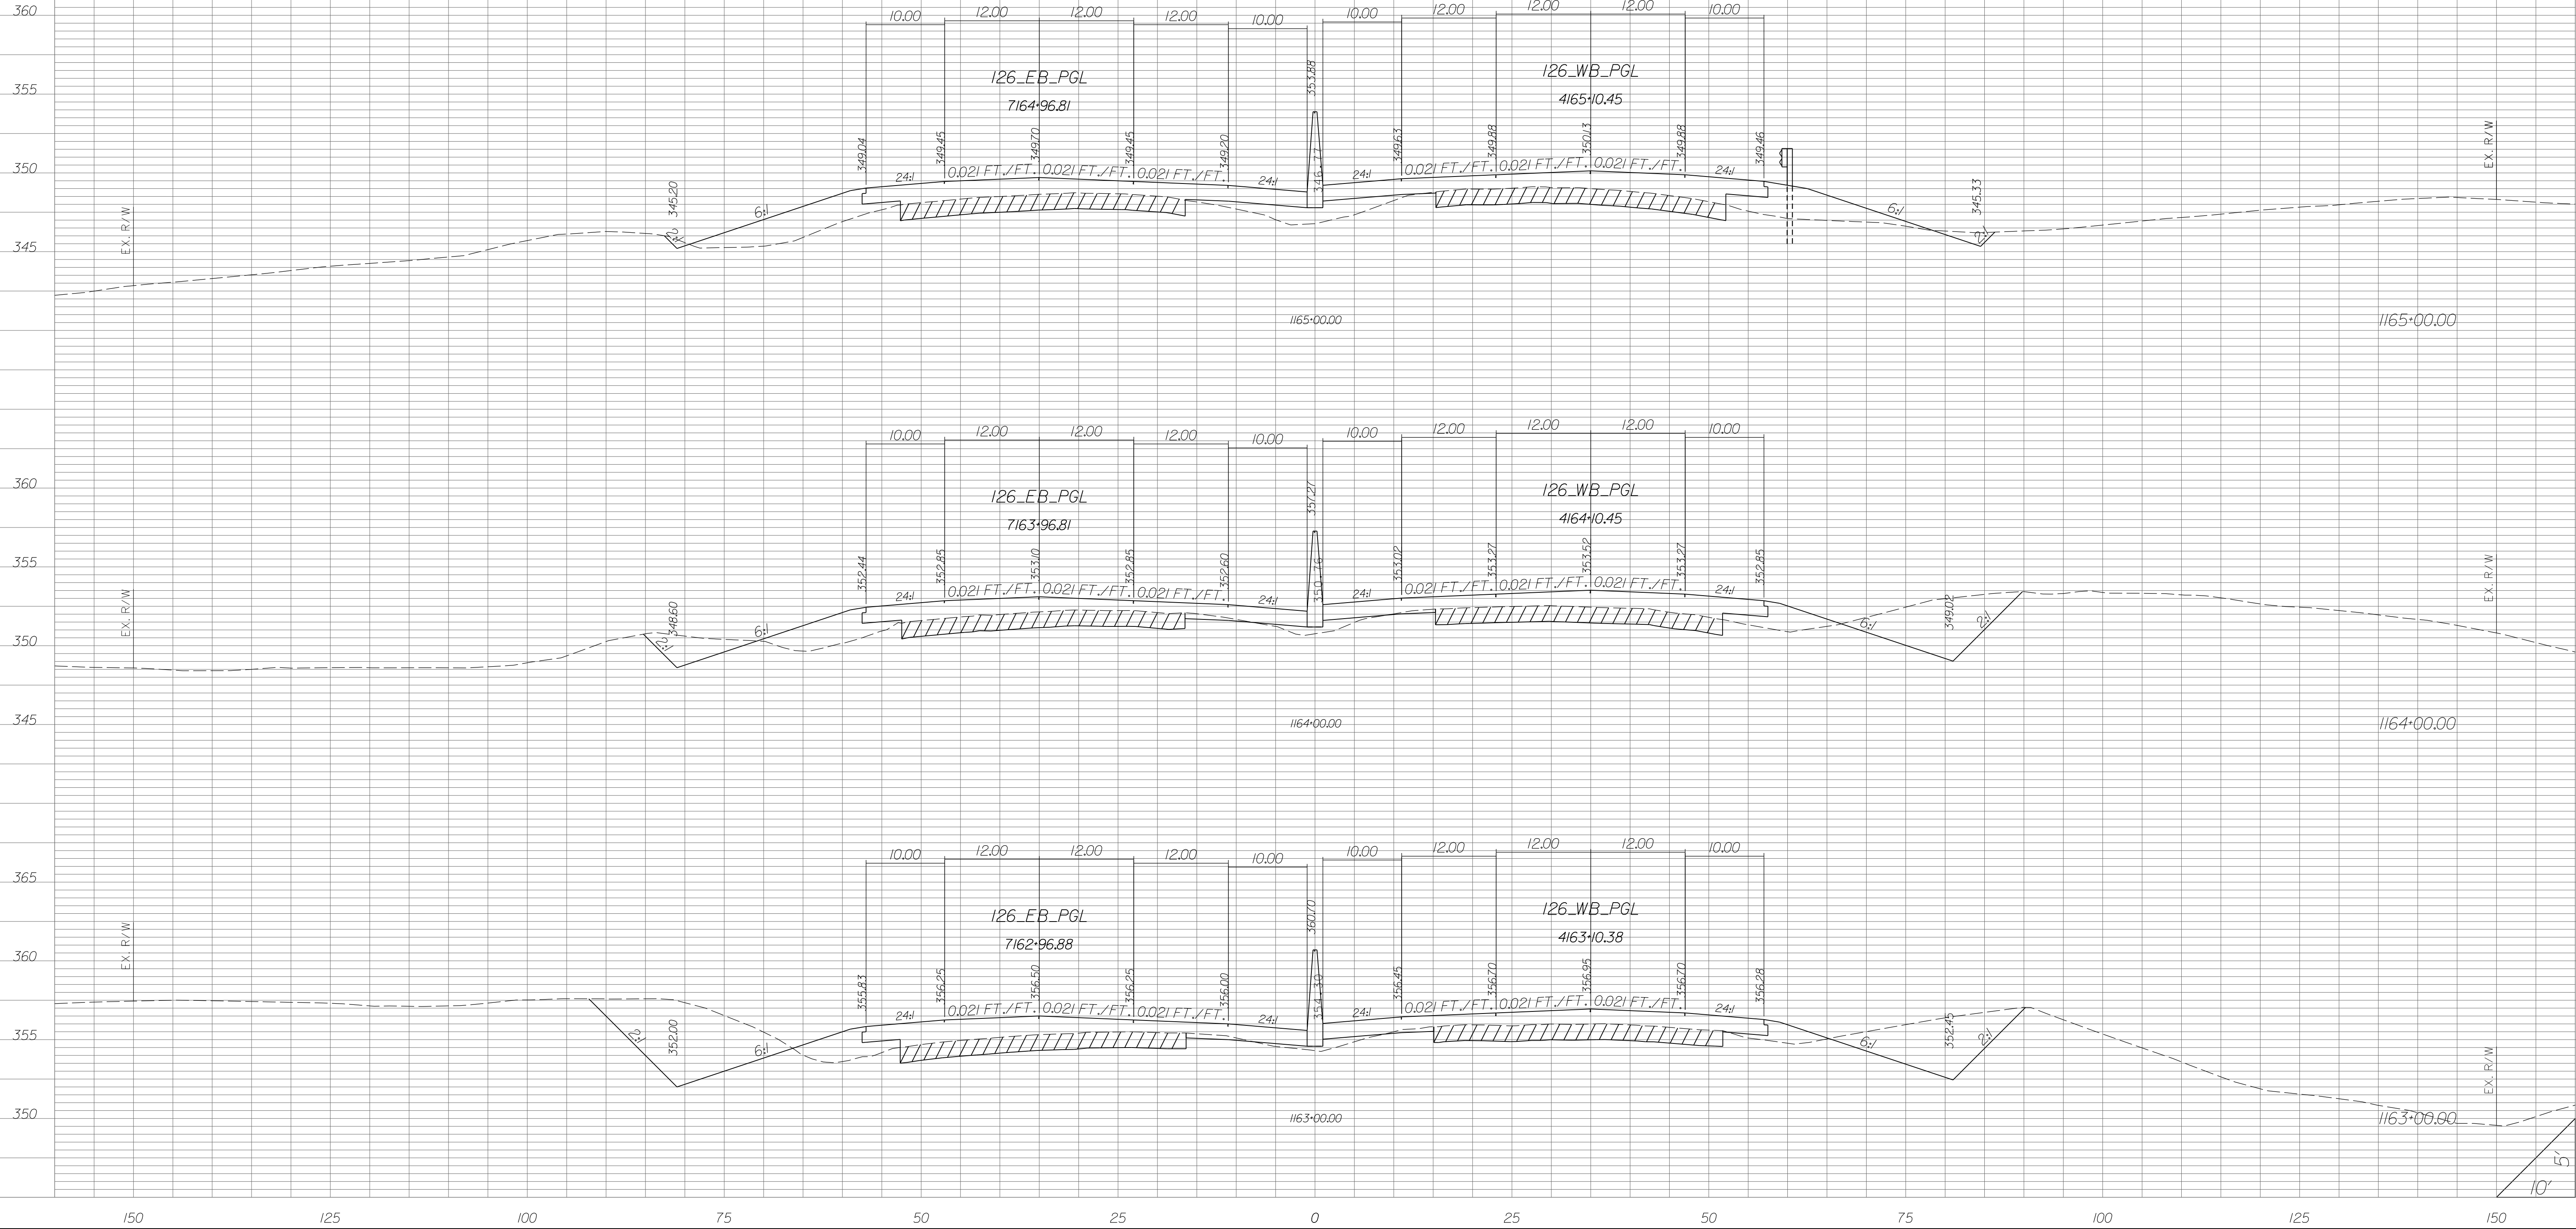 360
10.00 12.00 12.00 12.00 10.00 10.00 12.00 12.00 12.00 10.00
126_EB_PGL 126_WB_PGL
7164+96.81 4165+10.45
355
353.88
349.04 349.45 349.70 349.45 349.20 349.63 349.88 350.13 349.88 349.46
350
24:1 0.021 FT./FT. 0.021 FT./FT. 0.021 FT./FT. 24:1 346.77 24:1 0.021 FT./FT. 0.021 FT./FT. 0.021 FT./FT. 24:1
EX. R/W 2:1 345.20 6:1 6:1 345.33 2:1 EX. R/W
345
1165+00.00 1165+00.00
10.00 12.00 12.00 12.00 10.00 10.00 12.00 12.00 12.00 10.00
360
126_EB_PGL 126_WB_PGL
7163+96.81 4164+10.45
357.27
355
352.44 352.85 353.10 352.85 352.60 353.02 353.27 353.52 353.27 352.85
24:1 0.021 FT./FT. 0.021 FT./FT. 0.021 FT./FT. 24:1 350.16 24:1 0.021 FT./FT. 0.021 FT./FT. 0.021 FT./FT. 24:1
EX. R/W 2:1 348.60 6:1 6:1 349.02 2:1 EX. R/W
350
345
1164+00.00 1164+00.00
10.00 12.00 12.00 12.00 10.00 10.00 12.00 12.00 12.00 10.00
365
126_EB_PGL 126_WB_PGL
7162+96.88 4163+10.38
360.70
360
355.83 356.25 356.50 356.25 356.00 356.45 356.70 356.95 356.70 356.28
24:1 0.021 FT./FT. 0.021 FT./FT. 0.021 FT./FT. 24:1 24:1 0.021 FT./FT. 0.021 FT./FT. 0.021 FT./FT. 24:1
355
EX. R/W 2:1 352.00 6:1 6:1 352.45 2:1 EX. R/W
350
1163+00.00 1163+00.00
5'
10'
150 125 100 75 50 25 0 25 50 75 100 125 150